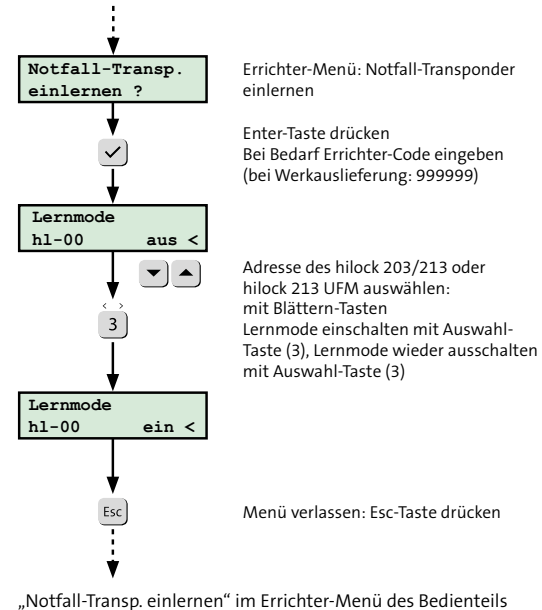 Notfall-Transp.
einlernen ?
Errichter-Menü: Notfall-Transponder
einlernen
Enter-Taste drücken
Bei Bedarf Errichter-Code eingeben
(bei Werkauslieferung: 999999)
Lernmode
hl-00 aus <
Adresse des hilock 203/213 oder
hilock 213 UFM auswählen:
mit Blättern-Tasten
Lernmode einschalten mit Auswahl-
Taste (3), Lernmode wieder ausschalten
mit Auswahl-Taste (3)
< >
3
Lernmode
hl-00 ein <
Esc
Menü verlassen: Esc-Taste drücken
„Notfall-Transp. einlernen“ im Errichter-Menü des Bedienteils